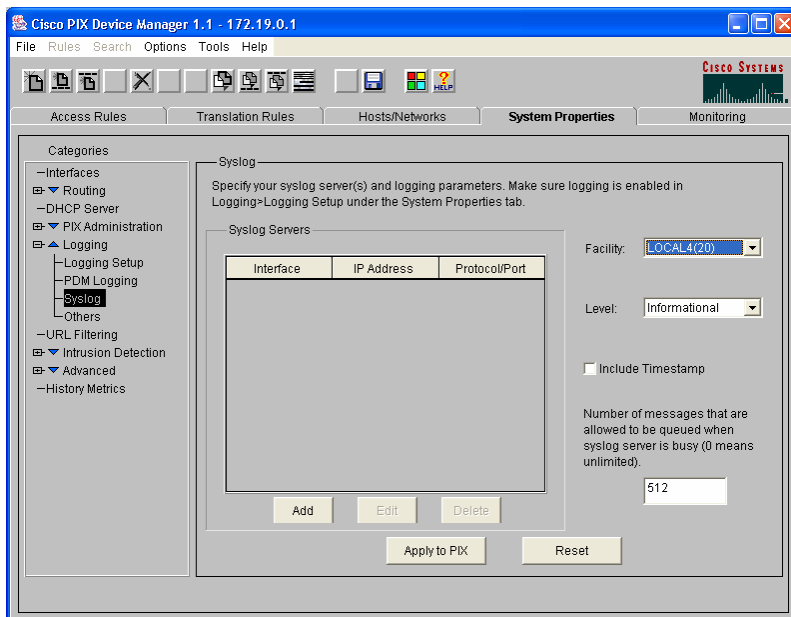 Cisco PIX Device Manager 1.1 - 172.19.0.1
File Rules Search Options Tools Help
HELP
CISCO SYSTEMS
Access Rules
Translation Rules
Hosts/Networks
System Properties
Monitoring
Categories
Interfaces
Routing
DHCP Server
PIX Administration
Logging
Logging Setup
PDM Logging
Syslog
Others
URL Filtering
Intrusion Detection
Advanced
History Metrics
Syslog
Specify your syslog server(s) and logging parameters. Make sure logging is enabled in
Logging>Logging Setup under the System Properties tab.
Syslog Servers
Interface
IP Address
Protocol/Port
Add
Edit
Delete
Facility: LOCAL4(20)
Level: Informational
Include Timestamp
Number of messages that are
allowed to be queued when
syslog server is busy (0 means
unlimited).
512
Apply to PIX
Reset